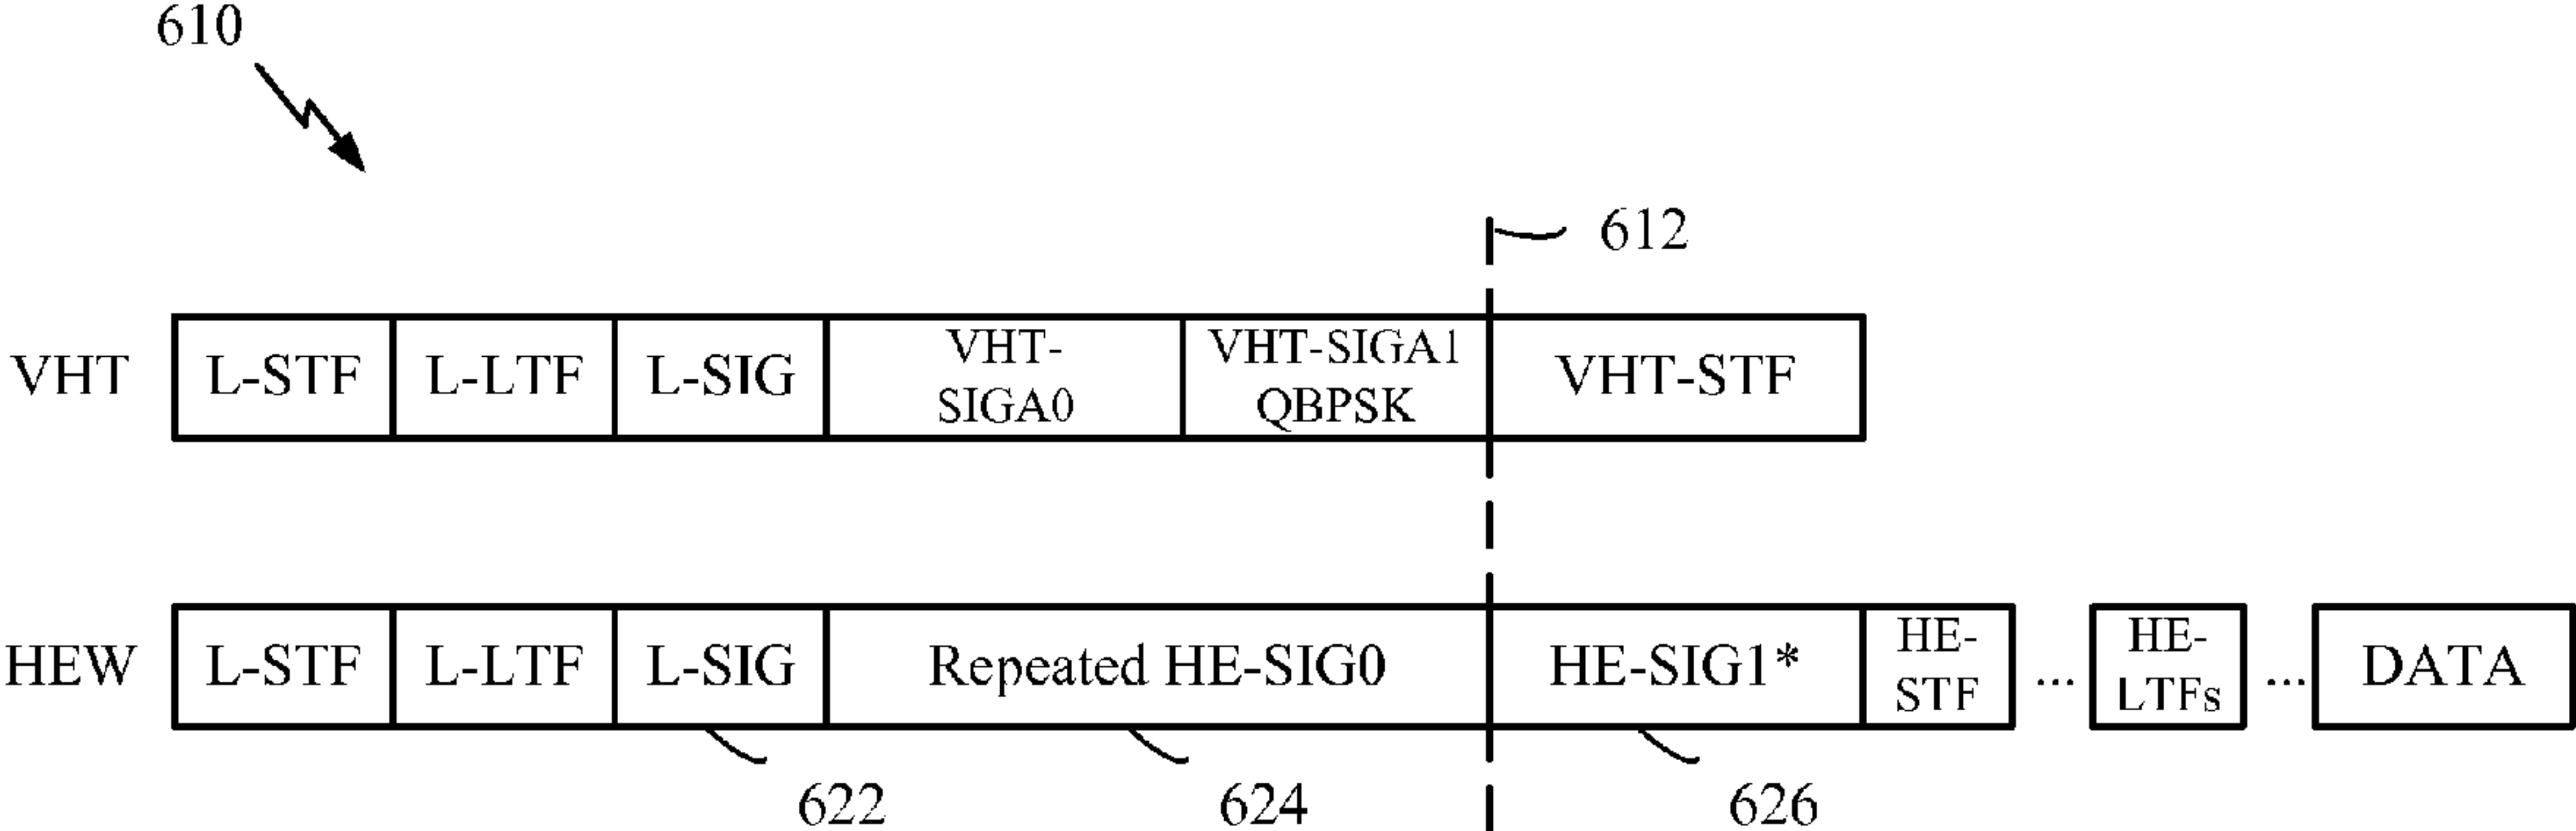 610
612
VHT L-STF L-LTF L-SIG VHT- VHT-SIGA1 VHT-STF
SIGA0 QBPSK
HEW L-STF L-LTF L-SIG Repeated HE-SIG0 HE-SIG1* HE- ... HE- ... DATA
STF LTFs
622 624 626